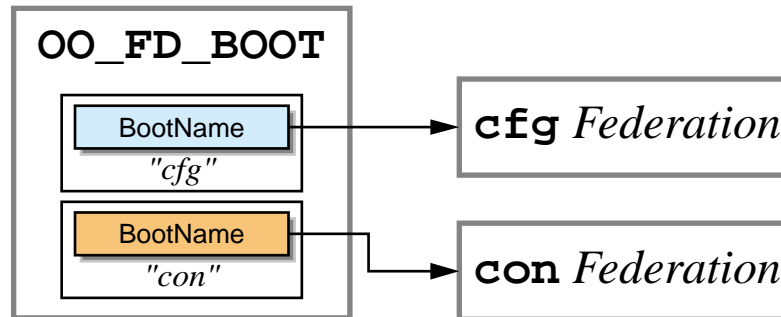 OO_FD_BOOT
BootName
"cfg"
BootName
"con"
cfg Federation
con Federation